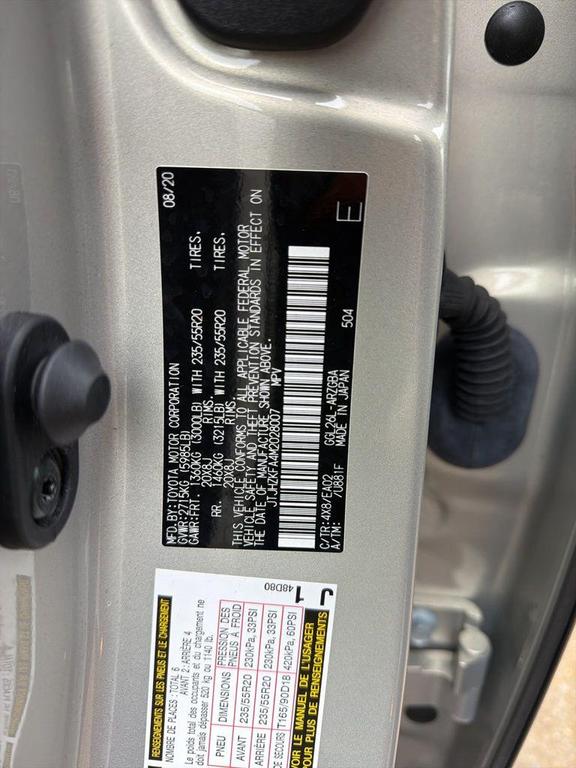 MFD.BY:TOYOTA MOTOR CORPORATION 08/20
GVWR:2715KG (5985LB)
GAWR:FRT. 1360KG (3000LB) WITH 235/55R20 TIRES.
20X8J RIMS.
RR. 1460KG (3215LB) WITH 235/55R20 TIRES.
20X8J RIMS.
THIS VEHICLE CONFORMS TO ALL APPLICABLE FEDERAL MOTOR
VEHICLE SAFETY AND THEFT PREVENTION STANDARDS IN EFFECT ON
THE DATE OF MANUFACTURE SHOWN ABOVE.
JTJHZKFA4M2028007 MPV E
C/TR:4X8/EA02 GGL26L-ARZGBA
A/TM: /U881F MADE IN JAPAN 504
RENSEIGNEMENTS SUR LES PNEUS ET LE CHARGEMENT
NOMBRE DE PLACES: TOTAL 6
AVANT 2: ARRIÈRE 4
Le poids total des occupants et du chargement ne
doit jamais dépasser 520 kg ou 1140 lb.
PNEU DIMENSIONS PRESSION DES PNEUS À FROID
AVANT 235/55R20 230kPa, 33PSI
ARRIÈRE 235/55R20 230kPa, 33PSI
DE SECOURS T165/90D18 420kPa, 60PSI
LE MANUEL DE L'USAGER
POUR PLUS DE RENSEIGNEMENTS
J1
48D80